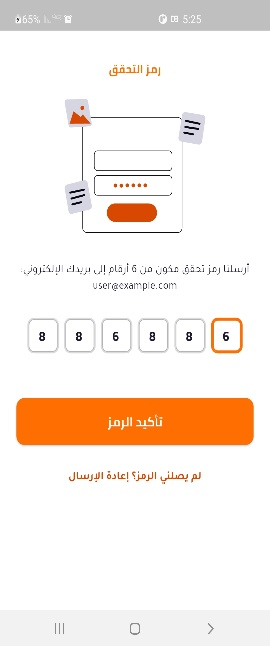 65% 5:25
رمز التحقق
أرسلنا رمز تحقق مكون من 6 أرقام إلى بريدك الإلكتروني:
user@example.com
8 8 6 8 8 6
تأكيد الرمز
لم يصلني الرمز؟ إعادة الإرسال